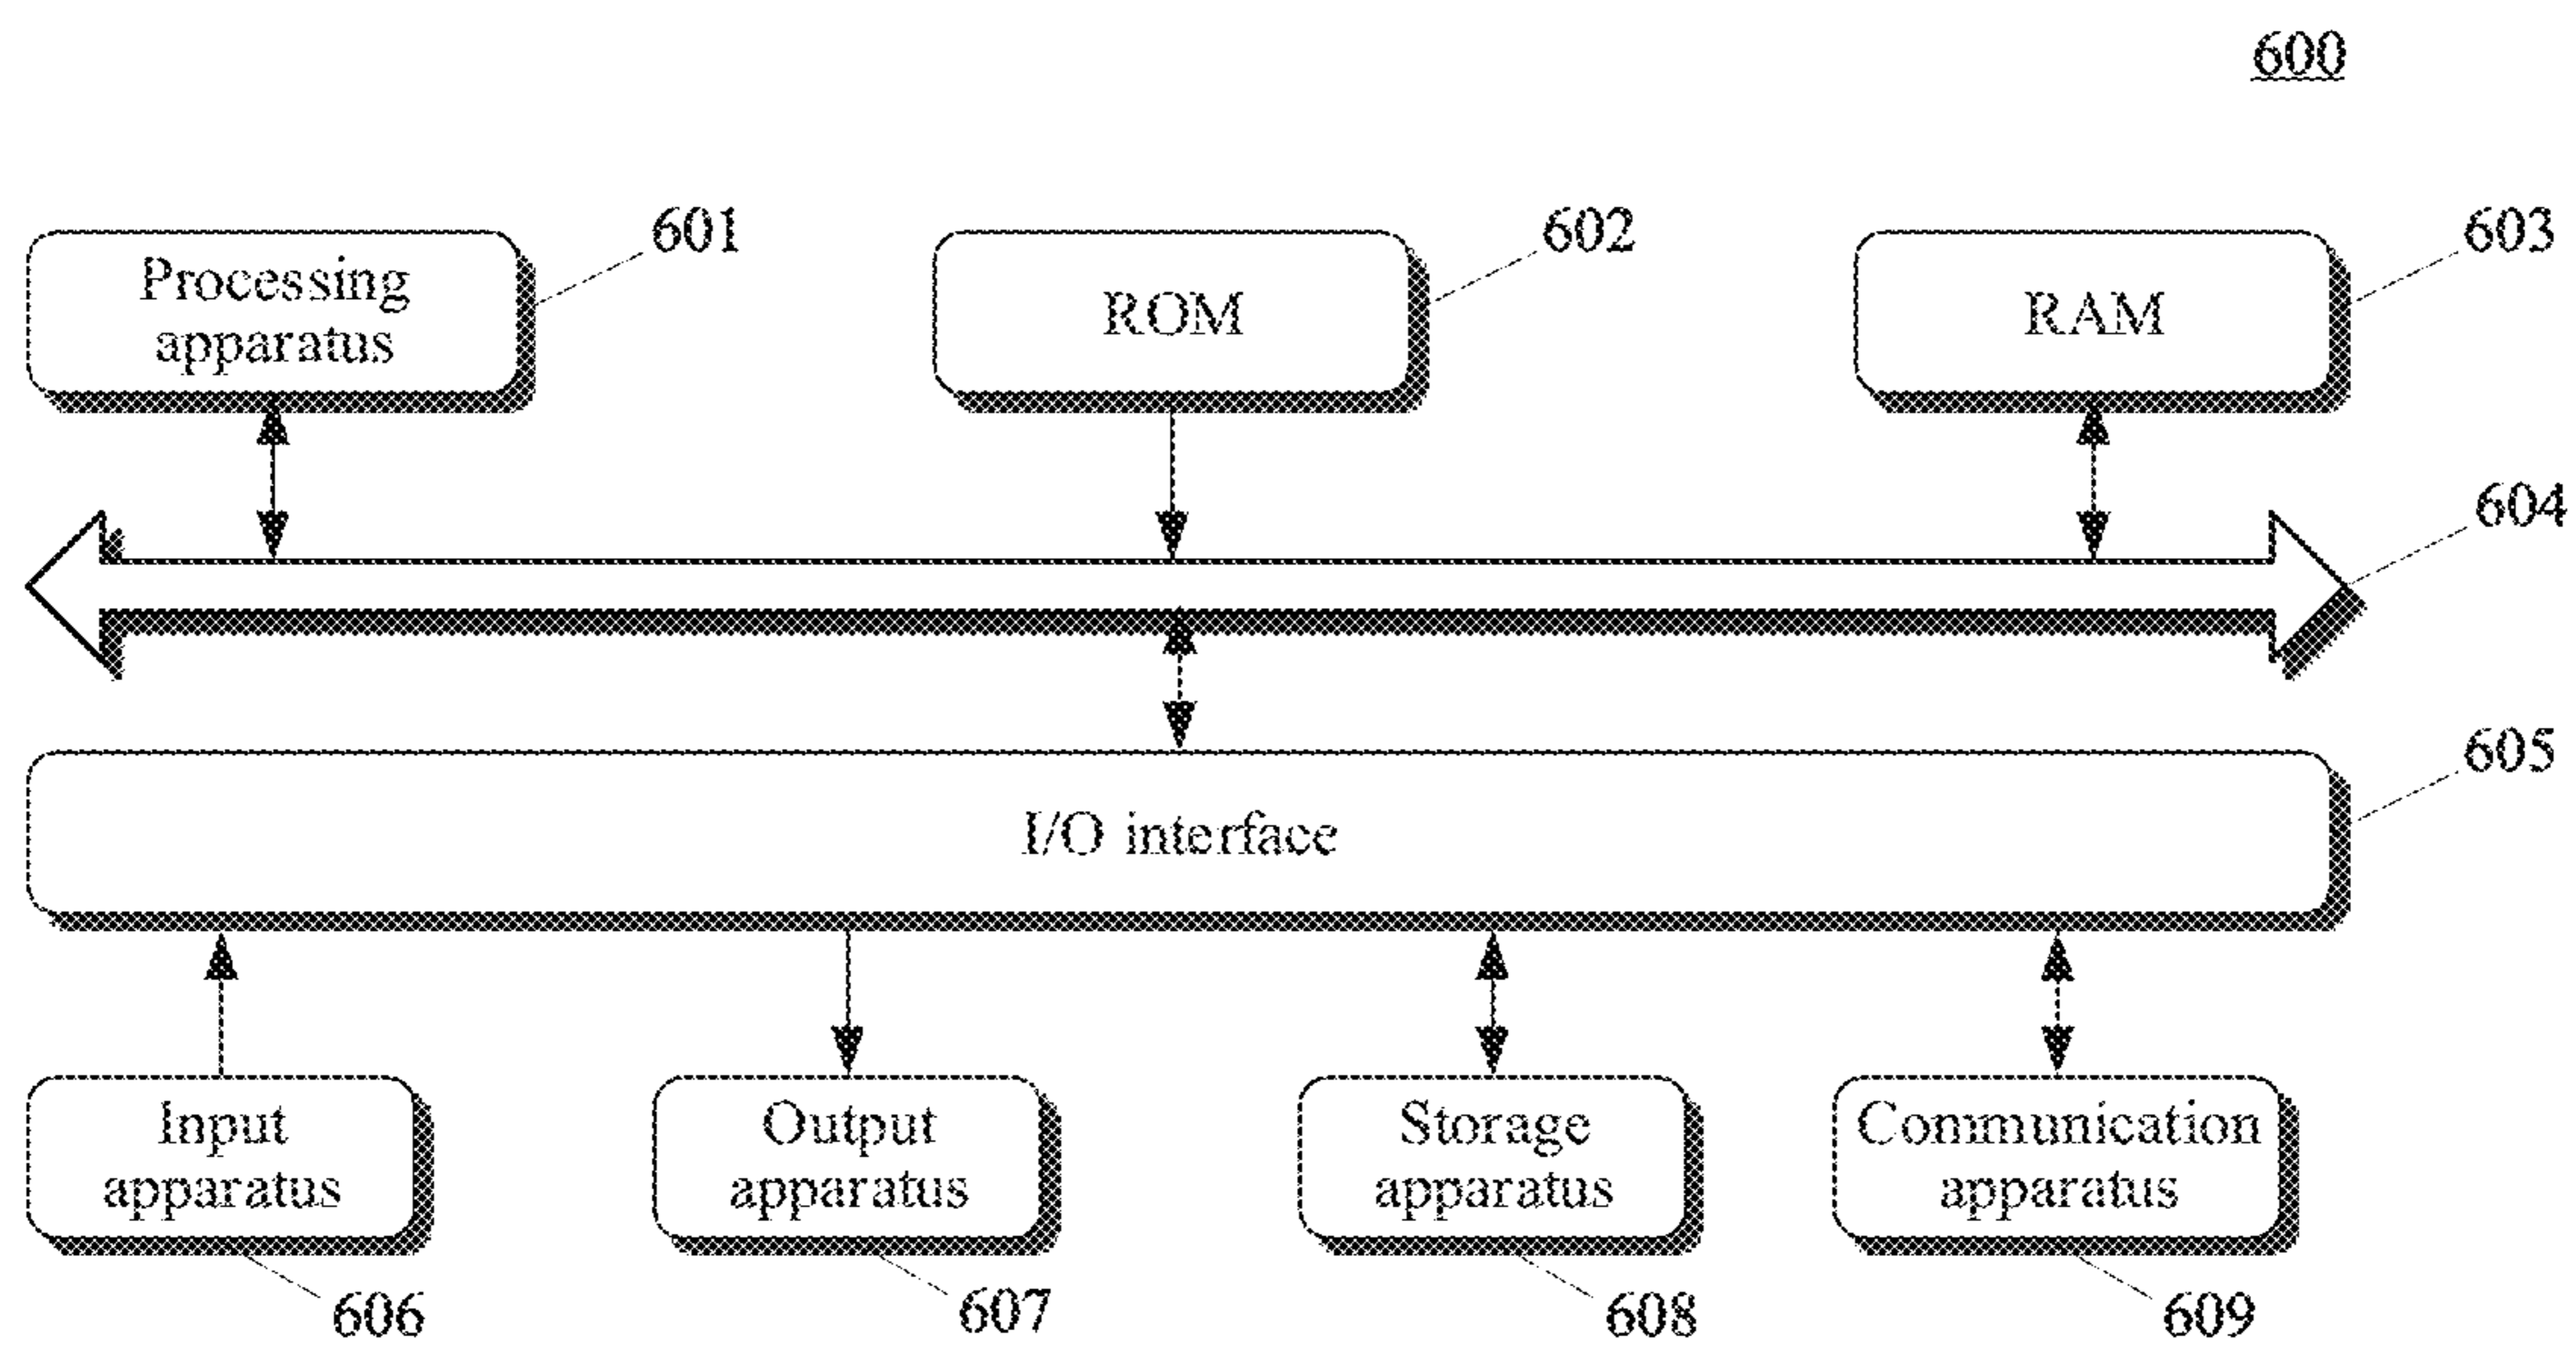 600
601
602
603
Processing
apparatus
ROM
RAM
604
605
I/O interface
Input
apparatus
Output
apparatus
Storage
apparatus
Communication
apparatus
606
607
608
609